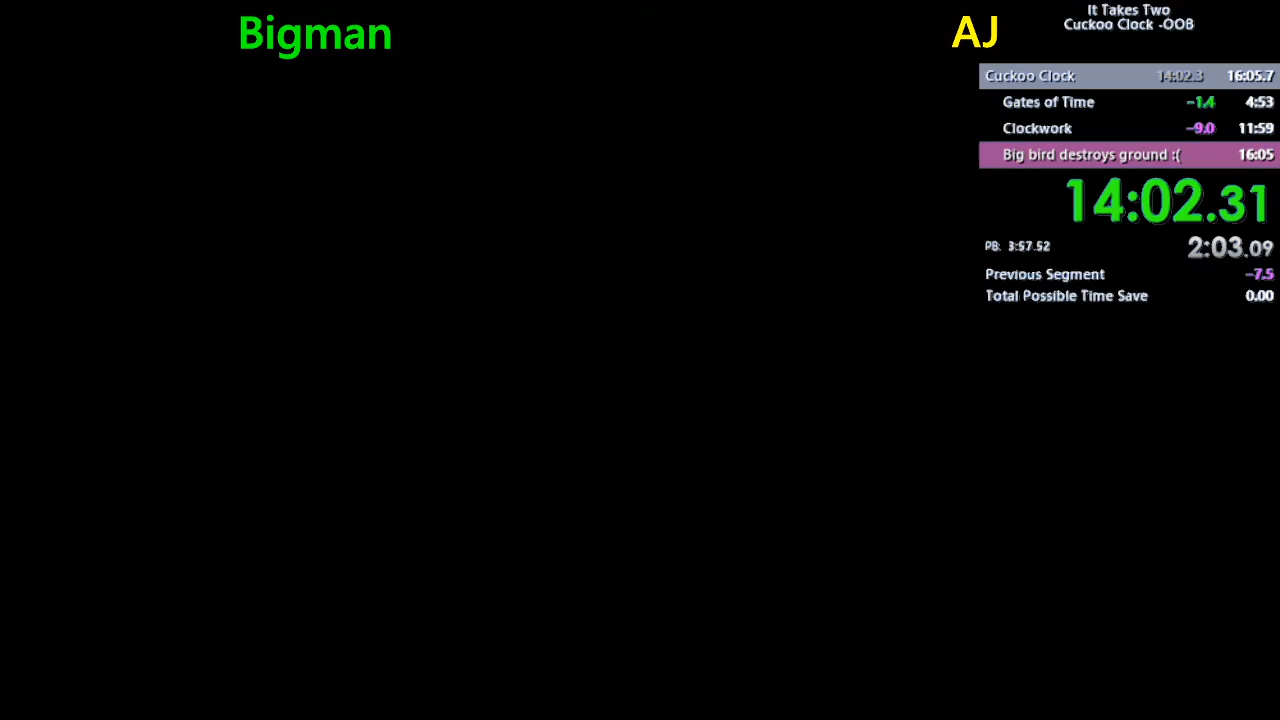 Bigman
AJ
It Takes Two
Cuckoo Clock -OOB
Cuckoo Clock 14:02.3 16:05.7
Gates of Time -1.4 4:53
Clockwork -9.0 11:59
Big bird destroys ground :( 16:05
14:02.31
PB: 3:57.52 2:03.09
Previous Segment -7.5
Total Possible Time Save 0.00